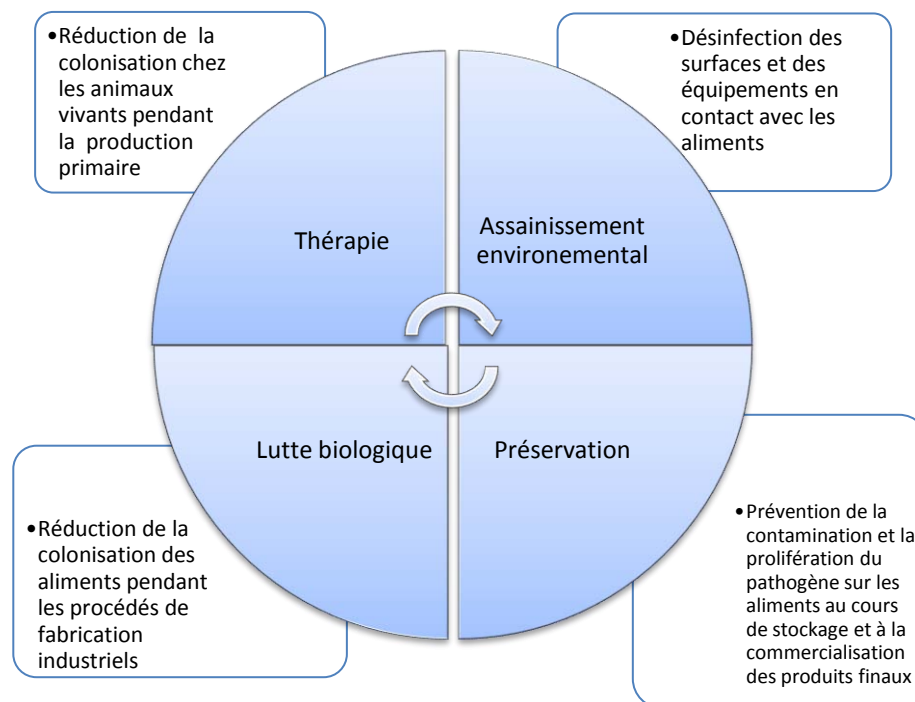 •Réduction de la
colonisation chez
les animaux
vivants pendant
la production
primaire
•Désinfection des
surfaces et des
équipements en
contact avec les
aliments
Thérapie
Assainissement
environemental
Lutte biologique
Préservation
•Réduction de la
colonisation des
aliments pendant
les procédés de
fabrication
industriels
•Prévention de la
contamination et la
prolifération du
pathogène sur les
aliments au cours
de stockage et à la
commercialisation
des produits finaux